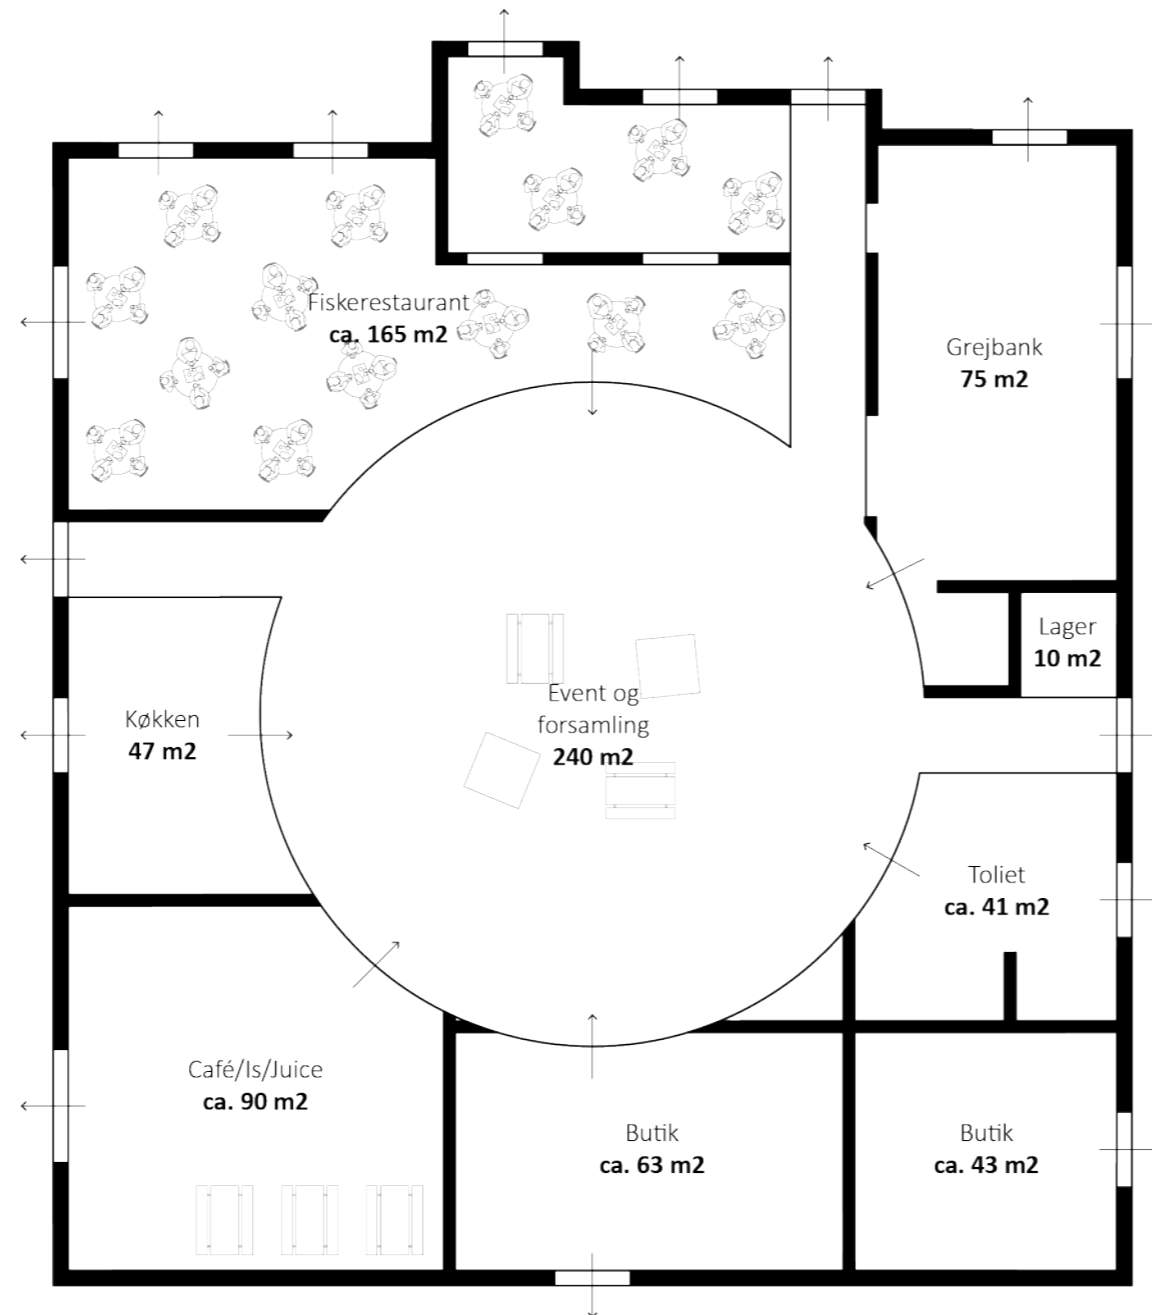 Fiskerestaurant
ca. 165 m2
Grejbank
75 m2
Lager
10 m2
Event og
forsamling
240 m2
Køkken
47 m2
Toliet
ca. 41 m2
Café/Is/Juice
ca. 90 m2
Butik
ca. 63 m2
Butik
ca. 43 m2